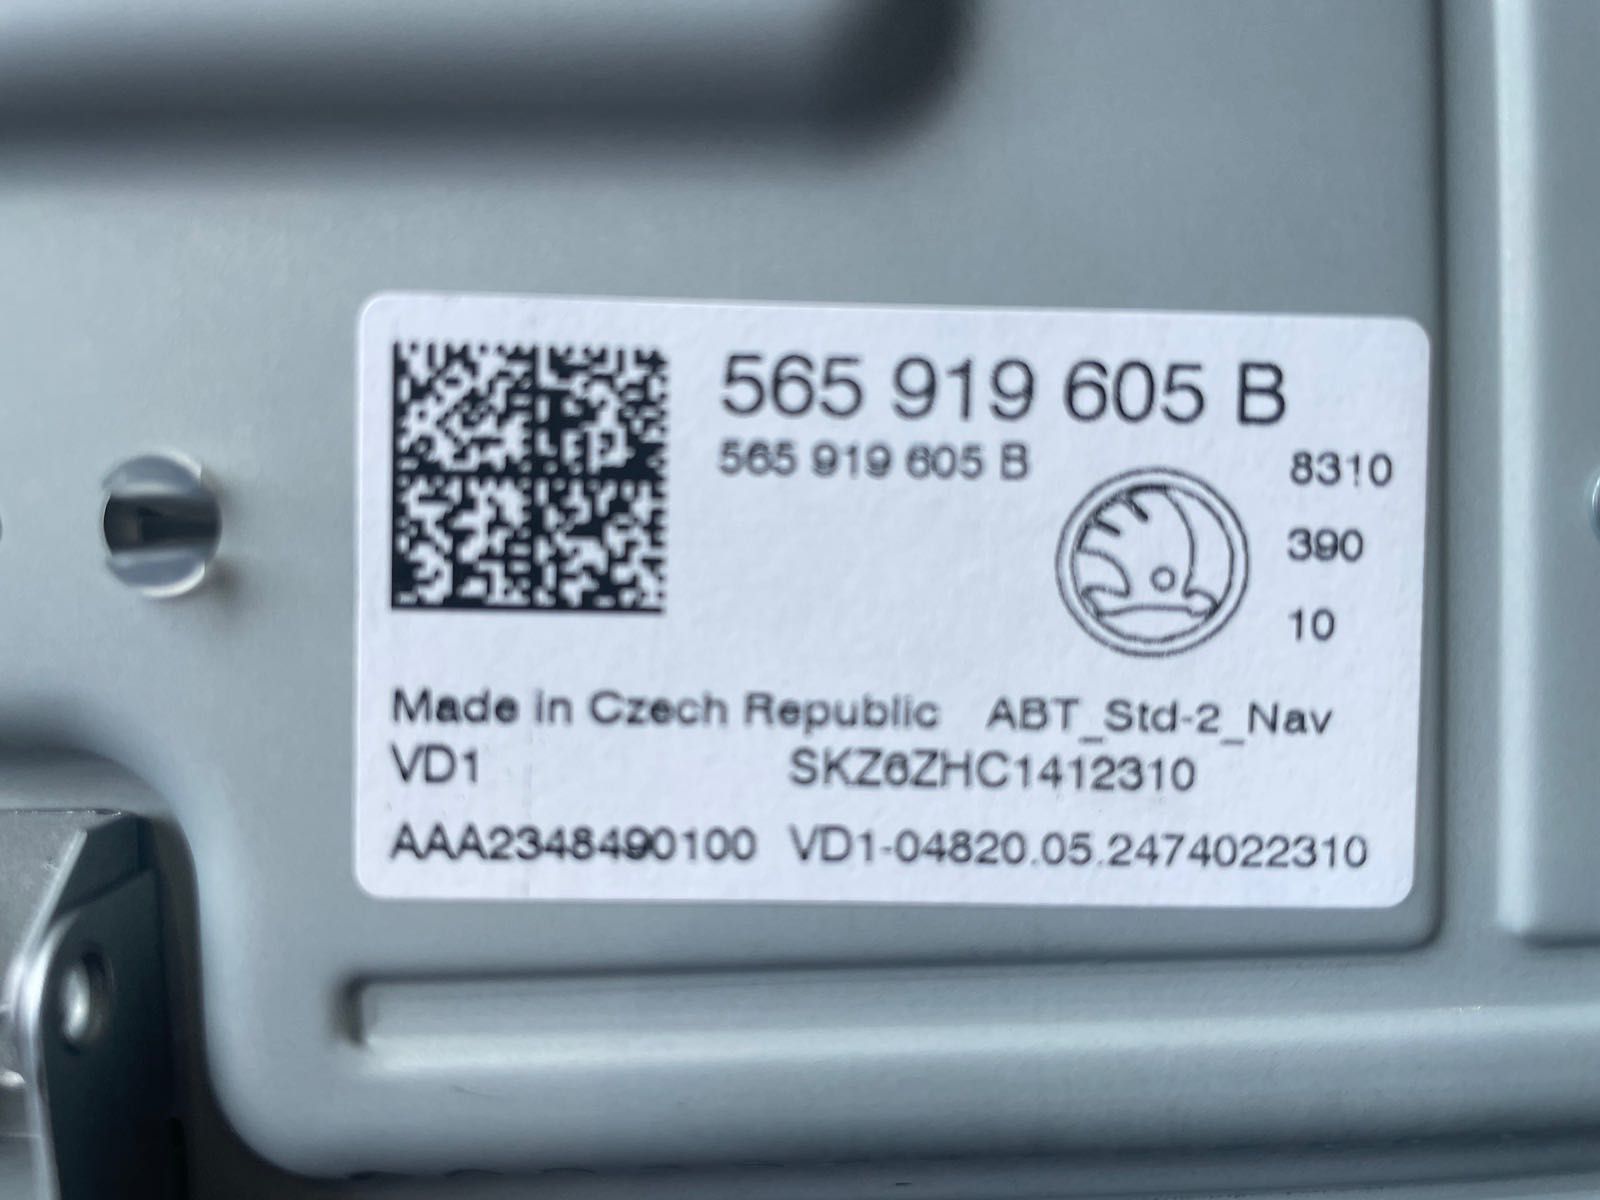 565 919 605 B
565 919 605 B
8310
390
10
Made in Czech Republic ABT_Std-2_Nav
VD1 SKZ6ZHC1412310
AAA2348490100 VD1-04820.05.2474022310